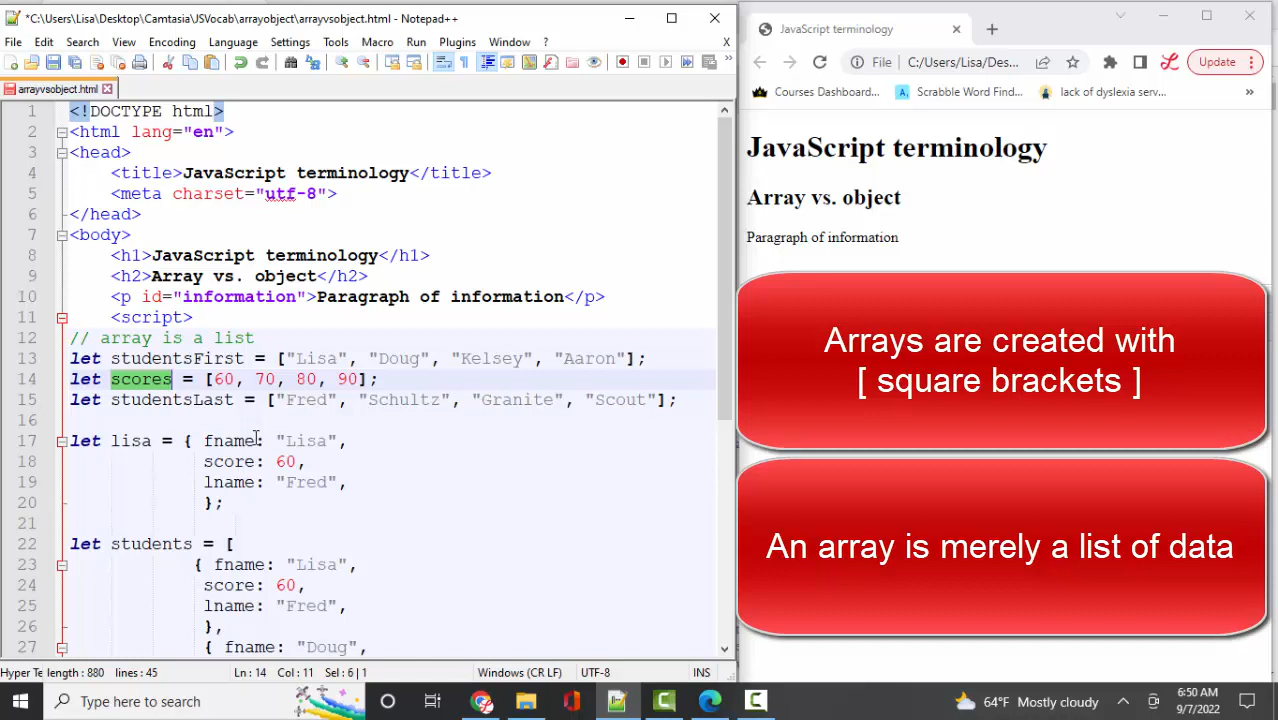 *C:\Users\Lisa\Desktop\Camtasia\JSVocab\arrayobject\arrayvsobject.html - Notepad++
File Edit Search View Encoding Language Settings Tools Macro Run Plugins Window ? X
arrayvsobject.html
1 <!DOCTYPE html>
2 <html lang="en">
3 <head>
4 <title>JavaScript terminology</title>
5 <meta charset="utf-8">
6 </head>
7 <body>
8 <h1>JavaScript terminology</h1>
9 <h2>Array vs. object</h2>
10 <p id="information">Paragraph of information</p>
11 <script>
12 // array is a list
13 let studentsFirst = ["Lisa", "Doug", "Kelsey", "Aaron"];
14 let scores = [60, 70, 80, 90];
15 let studentsLast = ["Fred", "Schultz", "Granite", "Scout"];
16
17 let lisa = { fname: "Lisa",
18 score: 60,
19 lname: "Fred",
20 };
21
22 let students = [
23 { fname: "Lisa",
24 score: 60,
25 lname: "Fred",
26 },
27 { fname: "Doug",
Hyper Te length : 880 lines : 45 Ln : 14 Col : 11 Sel : 6 | 1 Windows (CR LF) UTF-8 INS
JavaScript terminology
File C:/Users/Lisa/Des... Update
Courses Dashboard... Scrabble Word Find... lack of dyslexia serv... »
JavaScript terminology
Array vs. object
Paragraph of information
Arrays are created with
[ square brackets ]
An array is merely a list of data
Type here to search
64°F Mostly cloudy
6:50 AM
9/7/2022